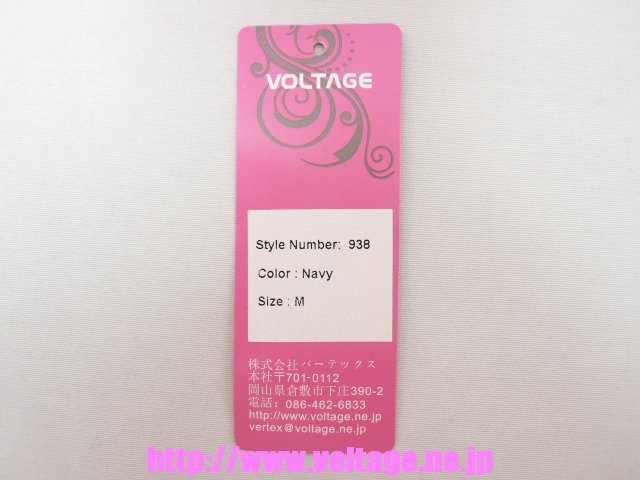 VOLTAGE
Style Number: 938
Color : Navy
Size : M
株式会社バーテックス
本社〒701-0112
岡山県倉敷市下庄390-2
電話：086-462-6833
http://www.voltage.ne.jp
vertex@voltage.ne.jp
http://www.voltage.ne.jp